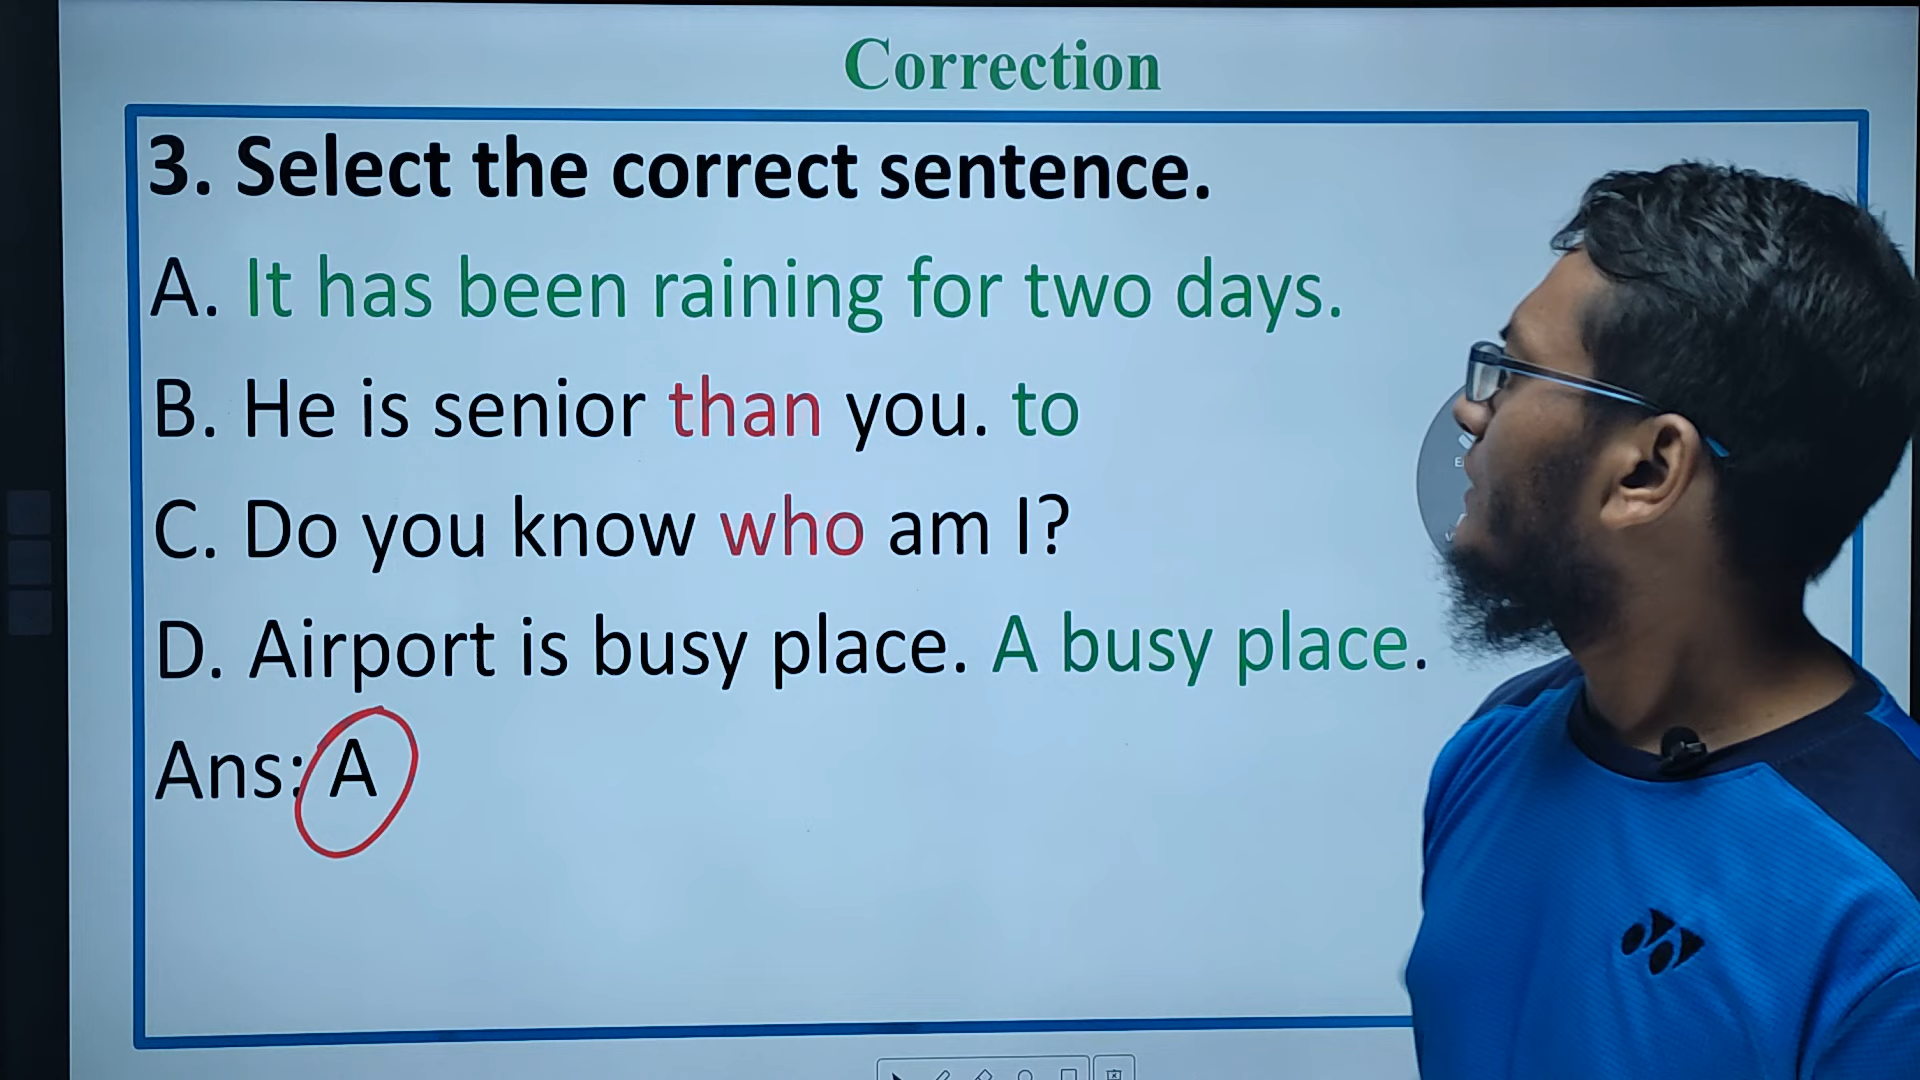 Correction
3. Select the correct sentence.
A. It has been raining for two days.
B. He is senior than you. to
C. Do you know who am I?
D. Airport is busy place. A busy place.
Ans: A